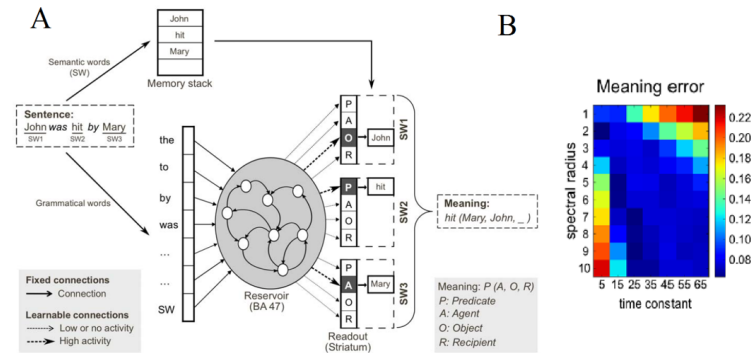 A
John
hit
Mary
Memory stack
Semantic words
(SW)
Sentence:
John was hit by Mary
SW1 SW2 SW3
Grammatical words
the
to
by
was
...
...
SW
Reservoir
(BA 47)
P
A
O
R
John
SW1
P
A
O
R
hit
SW2
P
A
O
R
Mary
SW3
Readout
(Striatum)
Meaning:
hit (Mary, John, _ )
Fixed connections
Connection
Learnable connections
Low or no activity
High activity
Meaning: P (A, O, R)
P: Predicate
A: Agent
O: Object
R: Recipient
B
Meaning error
spectral radius
1
2
3
4
5
6
7
8
9
10
5 15 25 35 45 55 65
time constant
0.22
0.20
0.18
0.16
0.14
0.12
0.10
0.08